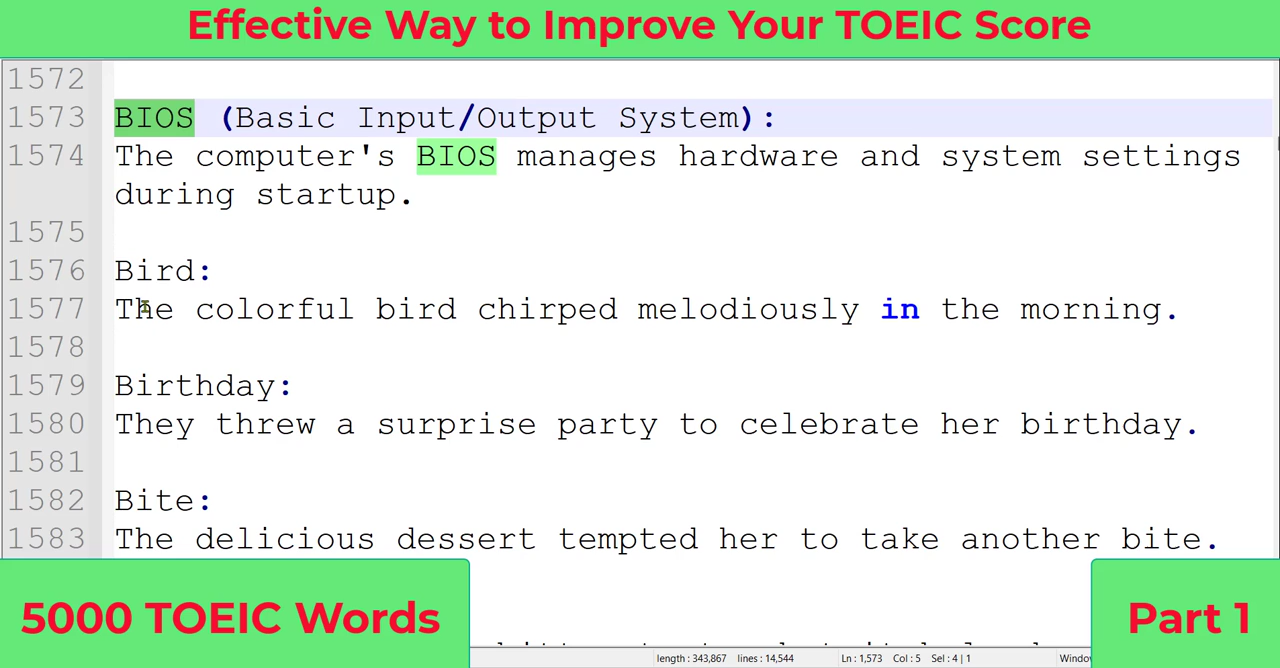 Effective Way to Improve Your TOEIC Score
1572
1573 BIOS (Basic Input/Output System):
1574 The computer's BIOS manages hardware and system settings
during startup.
1575
1576 Bird:
1577 The colorful bird chirped melodiously in the morning.
1578
1579 Birthday:
1580 They threw a surprise party to celebrate her birthday.
1581
1582 Bite:
1583 The delicious dessert tempted her to take another bite.
5000 TOEIC Words
Part 1
length : 343,867 lines : 14,544 Ln : 1,573 Col : 5 Sel : 4 | 1